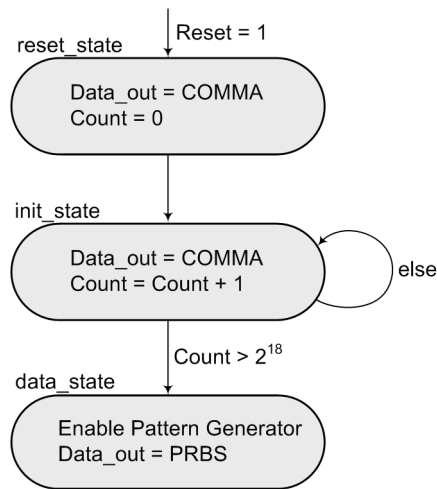 Reset = 1
reset_state
Data_out = COMMA
Count = 0
init_state
Data_out = COMMA
Count = Count + 1
else
Count > 2^18
data_state
Enable Pattern Generator
Data_out = PRBS